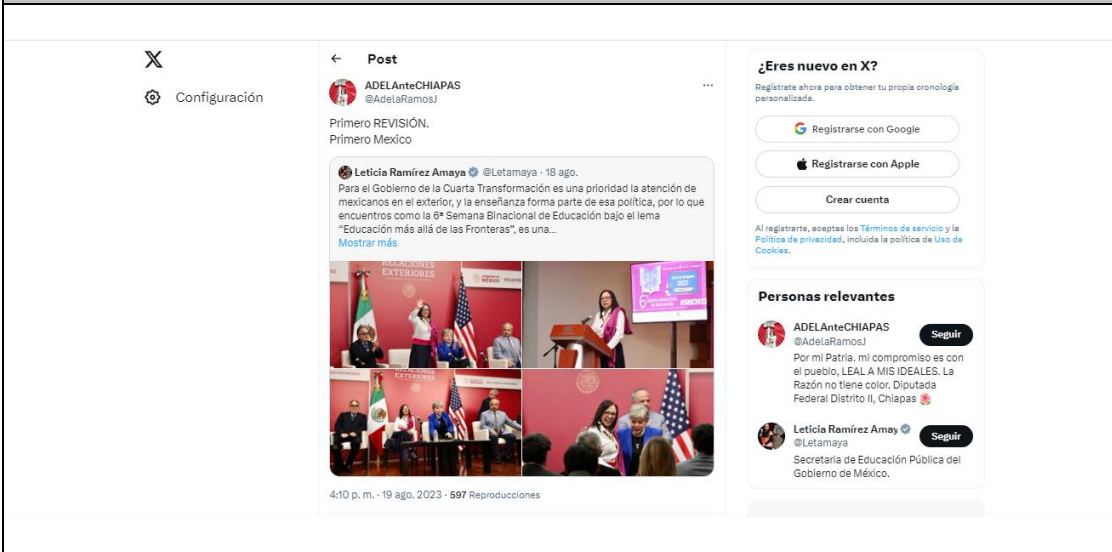 Post
Configuración
ADELAnteCHIAPAS
@AdelaRamosJ
Primero REVISIÓN.
Primero Mexico
Leticia Ramírez Amaya @Letamaya · 18 ago.
Para el Gobierno de la Cuarta Transformación es una prioridad la atención de
mexicanos en el exterior, y la enseñanza forma parte de esa política, por lo que
encuentros como la 6ª Semana Binacional de Educación bajo el lema
“Educación más allá de las Fronteras”, es una...
Mostrar más
RELACIONES
EXTERIORES
MÉXICO
6
EXTERIORES
4:10 p. m. · 19 ago. 2023 · 597 Reproducciones
¿Eres nuevo en X?
Regístrate ahora para obtener tu propia cronología
personalizada.
Registrarse con Google
Registrarse con Apple
Crear cuenta
Al registrarte, aceptas los Términos de servicio y la
Política de privacidad, incluida la política de Uso de
Cookies.
Personas relevantes
ADELAnteCHIAPAS
@AdelaRamosJ
Seguir
Por mi Patria. mi compromiso es con
el pueblo, LEAL A MIS IDEALES. La
Razón no tiene color. Diputada
Federal Distrito II, Chiapas
Leticia Ramírez Amay
@Letamaya
Seguir
Secretaria de Educación Pública del
Gobierno de México.